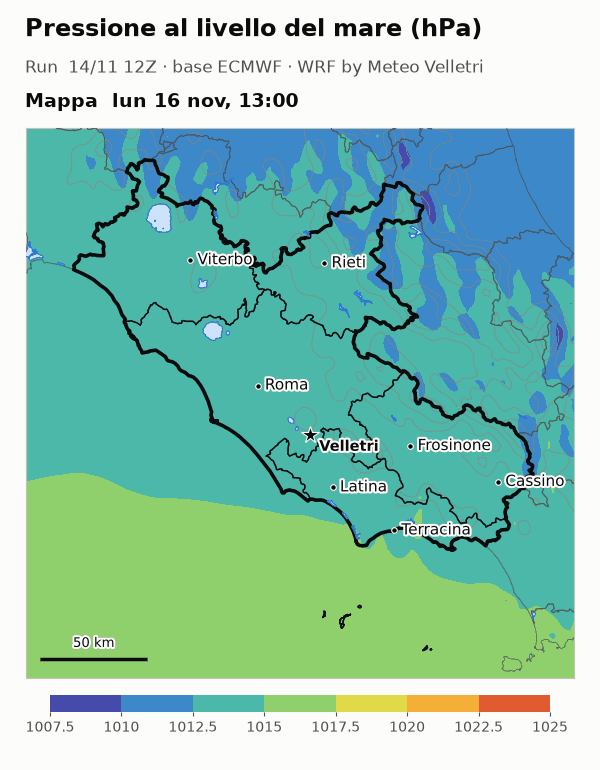 Pressione al livello del mare (hPa)
Run  14/11 12Z · base ECMWF · WRF by Meteo Velletri
Mappa  lun 16 nov, 13:00
Viterbo
Rieti
Roma
Velletri
Frosinone
Latina
Cassino
Terracina
50 km
1007.5 1010 1012.5 1015 1017.5 1020 1022.5 1025